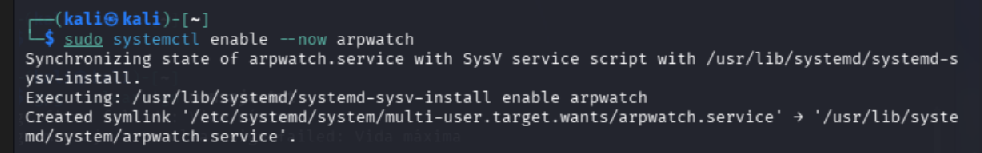 ┌──(kali㉿kali)-[~]
└─$ sudo systemctl enable --now arpwatch
Synchronizing state of arpwatch.service with SysV service script with /usr/lib/systemd/systemd-s
ysv-install.
Executing: /usr/lib/systemd/systemd-sysv-install enable arpwatch
Created symlink '/etc/systemd/system/multi-user.target.wants/arpwatch.service' → '/usr/lib/syste
md/system/arpwatch.service'.